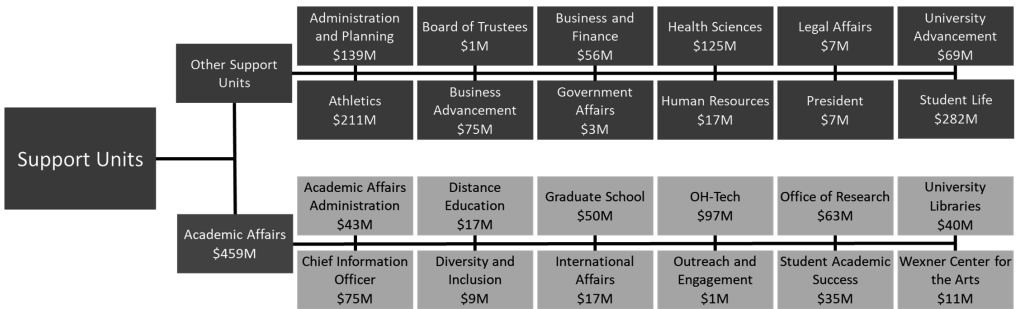 Support Units
Other Support
Units
Administration
and Planning
$139M
Board of Trustees
$1M
Business and
Finance
$56M
Health Sciences
$125M
Legal Affairs
$7M
University
Advancement
$69M
Athletics
$211M
Business
Advancement
$75M
Government
Affairs
$3M
Human Resources
$17M
President
$7M
Student Life
$282M
Academic Affairs
$459M
Academic Affairs
Administration
$43M
Distance
Education
$17M
Graduate School
$50M
OH-Tech
$97M
Office of Research
$63M
University
Libraries
$40M
Chief Information
Officer
$75M
Diversity and
Inclusion
$9M
International
Affairs
$17M
Outreach and
Engagement
$1M
Student Academic
Success
$35M
Wexner Center for
the Arts
$11M